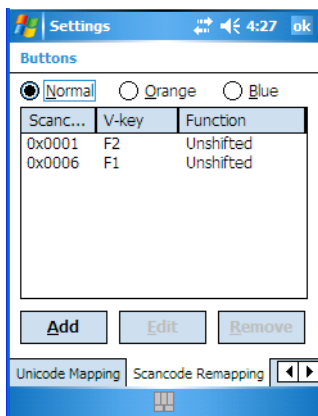 Settings 4:27 ok
Buttons
Normal Orange Blue
Scanc... V-key Function
0x0001 F2 Unshifted
0x0006 F1 Unshifted
Add Edit Remove
Unicode Mapping Scancode Remapping